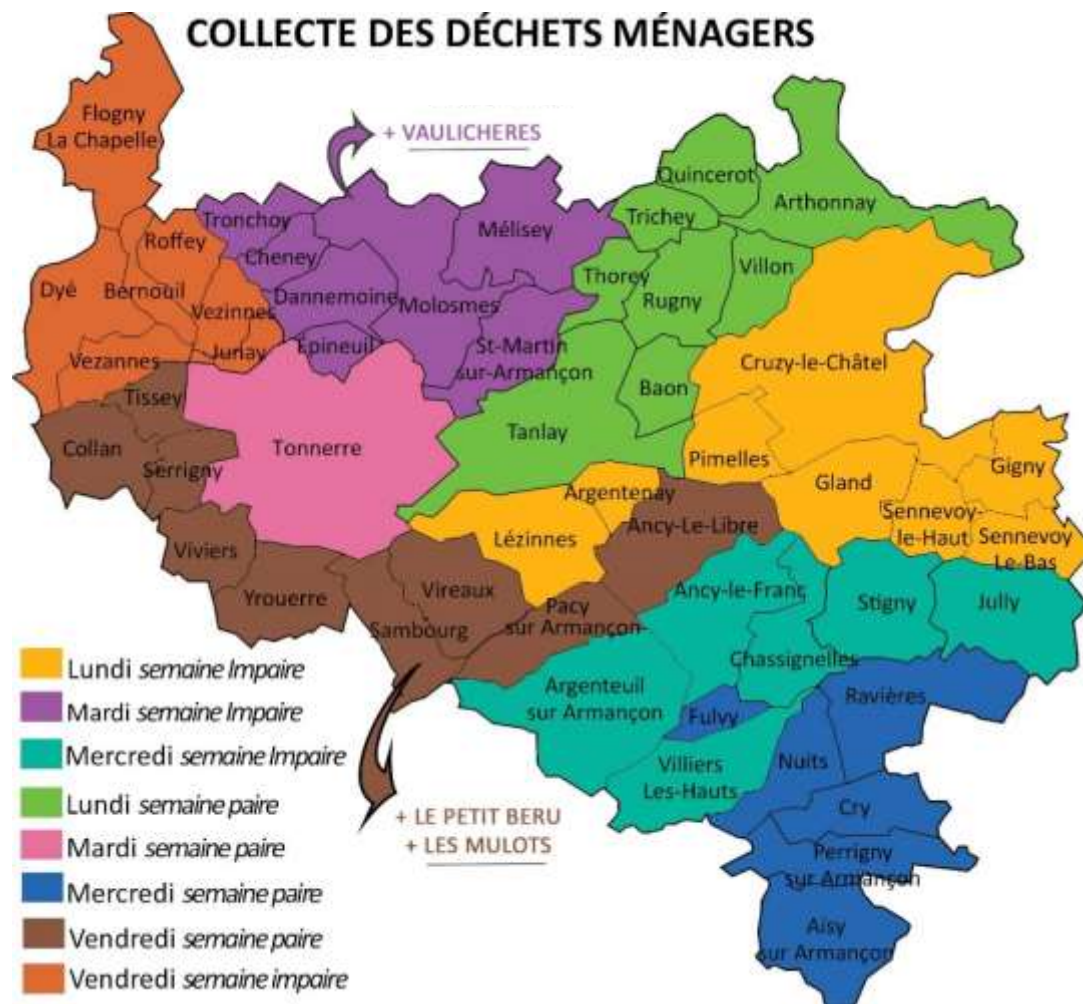 COLLECTE DES DÉCHETS MÉNAGERS
Flogny
La Chapelle
+ VAULICHERES
Quincerot
Arthonnay
Trichey
Tronchoy
Mélisey
Roffey
Cheney
Thorey
Villon
Dyé
Bernouil
Dannemoine
Molosmes
Rugny
Vezinnes
Vezannes
Junay
Epineuil
St-Martin
sur-Armançon
Cruzy-le-Châtel
Baon
Tissey
Collan
Tonnerre
Tanlay
Serrigny
Pimelles
Gland
Gigny
Argentenay
Sennevoy-
le-Haut
Ancy-Le-Libre
Lézinnes
Sennevoy
Le-Bas
Viviers
Vireaux
Ancy-le-Franc
Stigny
Jully
Yrouerre
Pacy
sur Armançon
Sambourg
Chassignelles
Argenteuil
sur Armançon
Ravières
Fulvy
Villiers
Les-Hauts
Nuits
Cry
Perrigny
sur Armançon
Aisy
sur Armançon
+ LE PETIT BERU
+ LES MULOTS
Lundi semaine Impaire
Mardi semaine Impaire
Mercredi semaine Impaire
Lundi semaine paire
Mardi semaine paire
Mercredi semaine paire
Vendredi semaine paire
Vendredi semaine impaire